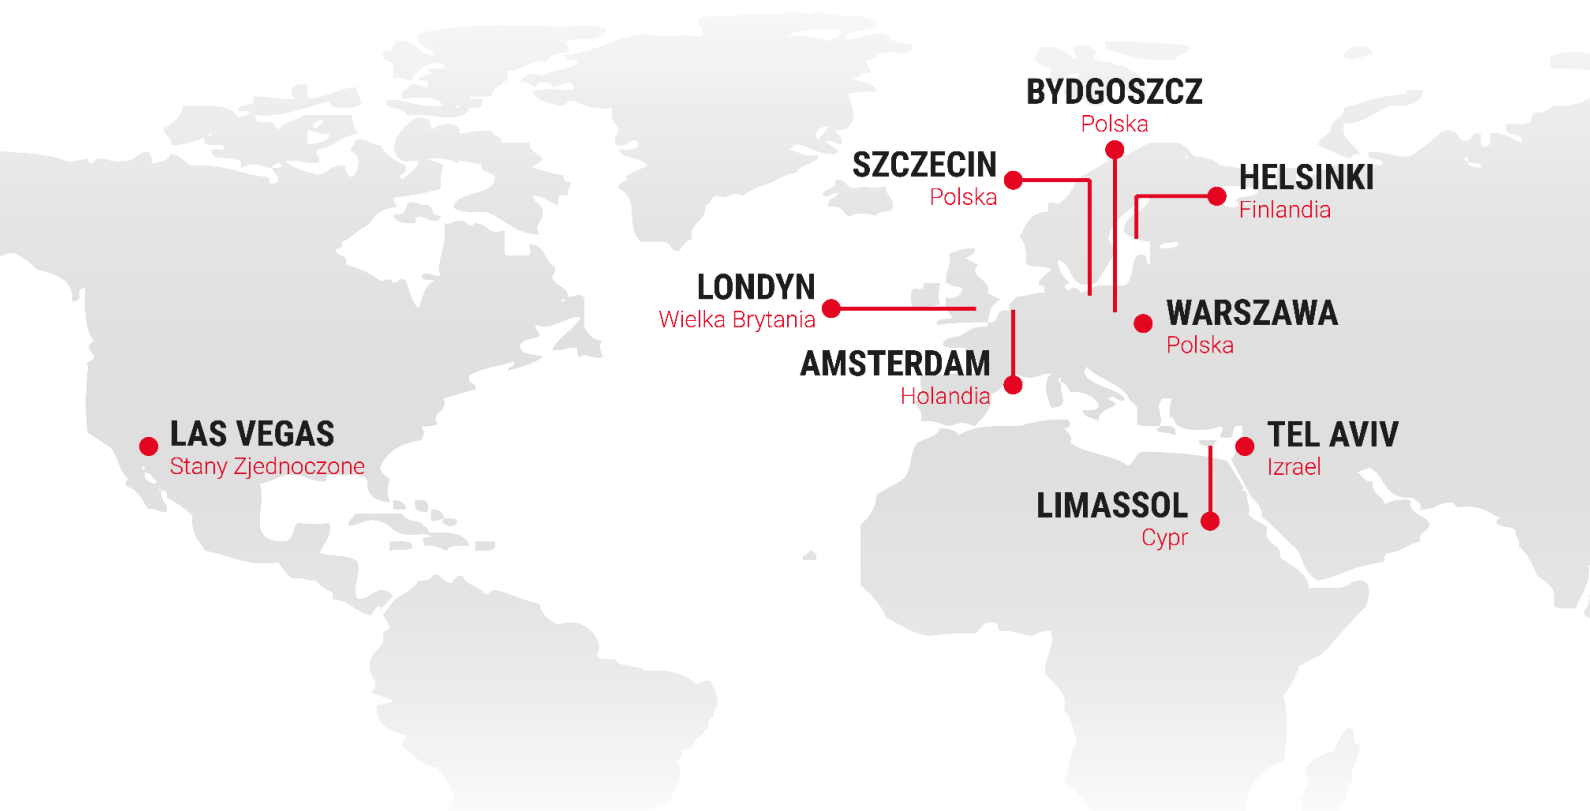 BYDGOSZCZ
Polska
SZCZECIN
Polska
HELSINKI
Finlandia
LONDYN
Wielka Brytania
WARSZAWA
Polska
AMSTERDAM
Holandia
LAS VEGAS
Stany Zjednoczone
TEL AVIV
Izrael
LIMASSOL
Cypr